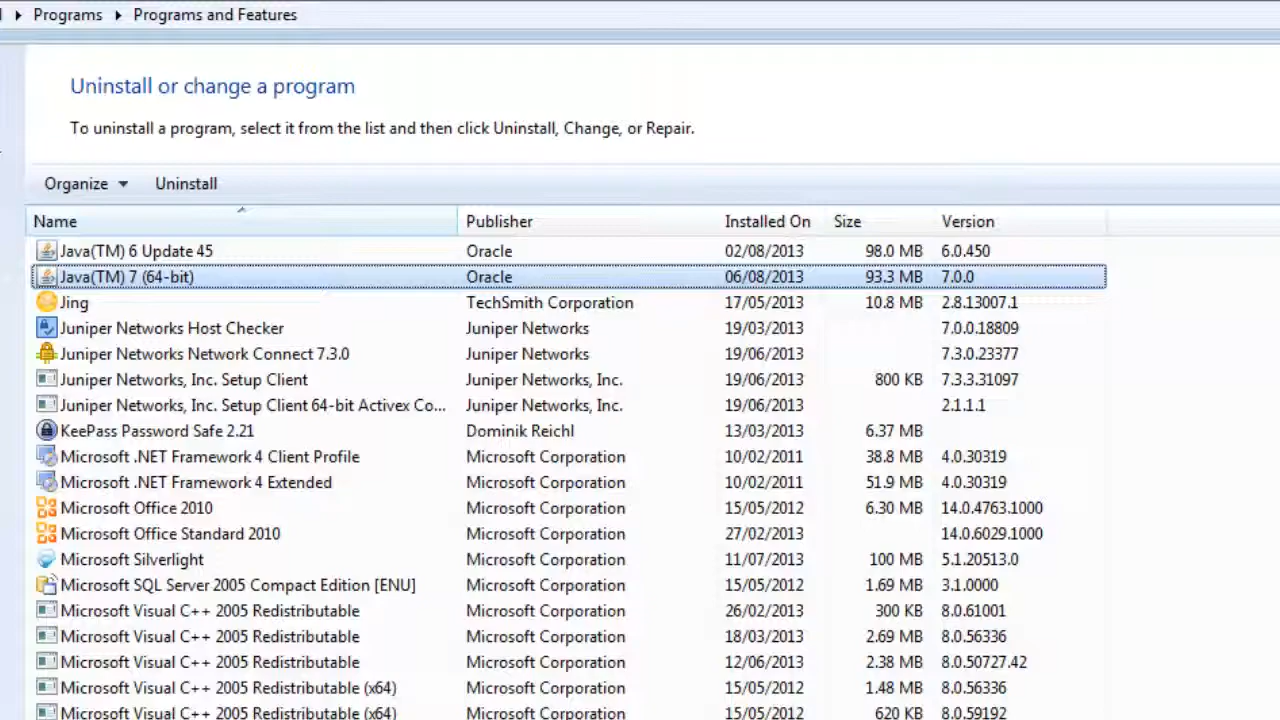 Programs ▸ Programs and Features
Uninstall or change a program
To uninstall a program, select it from the list and then click Uninstall, Change, or Repair.
Organize Uninstall
Name Publisher Installed On Size Version
Java(TM) 6 Update 45 Oracle 02/08/2013 98.0 MB 6.0.450
Java(TM) 7 (64-bit) Oracle 06/08/2013 93.3 MB 7.0.0
Jing TechSmith Corporation 17/05/2013 10.8 MB 2.8.13007.1
Juniper Networks Host Checker Juniper Networks 19/03/2013 7.0.0.18809
Juniper Networks Network Connect 7.3.0 Juniper Networks 19/06/2013 7.3.0.23377
Juniper Networks, Inc. Setup Client Juniper Networks, Inc. 19/06/2013 800 KB 7.3.3.31097
Juniper Networks, Inc. Setup Client 64-bit Activex Co... Juniper Networks, Inc. 19/06/2013 2.1.1.1
KeePass Password Safe 2.21 Dominik Reichl 13/03/2013 6.37 MB
Microsoft .NET Framework 4 Client Profile Microsoft Corporation 10/02/2011 38.8 MB 4.0.30319
Microsoft .NET Framework 4 Extended Microsoft Corporation 10/02/2011 51.9 MB 4.0.30319
Microsoft Office 2010 Microsoft Corporation 15/05/2012 6.30 MB 14.0.4763.1000
Microsoft Office Standard 2010 Microsoft Corporation 27/02/2013 14.0.6029.1000
Microsoft Silverlight Microsoft Corporation 11/07/2013 100 MB 5.1.20513.0
Microsoft SQL Server 2005 Compact Edition [ENU] Microsoft Corporation 15/05/2012 1.69 MB 3.1.0000
Microsoft Visual C++ 2005 Redistributable Microsoft Corporation 26/02/2013 300 KB 8.0.61001
Microsoft Visual C++ 2005 Redistributable Microsoft Corporation 18/03/2013 2.69 MB 8.0.56336
Microsoft Visual C++ 2005 Redistributable Microsoft Corporation 12/06/2013 2.38 MB 8.0.50727.42
Microsoft Visual C++ 2005 Redistributable (x64) Microsoft Corporation 15/05/2012 1.48 MB 8.0.56336
Microsoft Visual C++ 2005 Redistributable (x64) Microsoft Corporation 15/05/2012 620 KB 8.0.59192